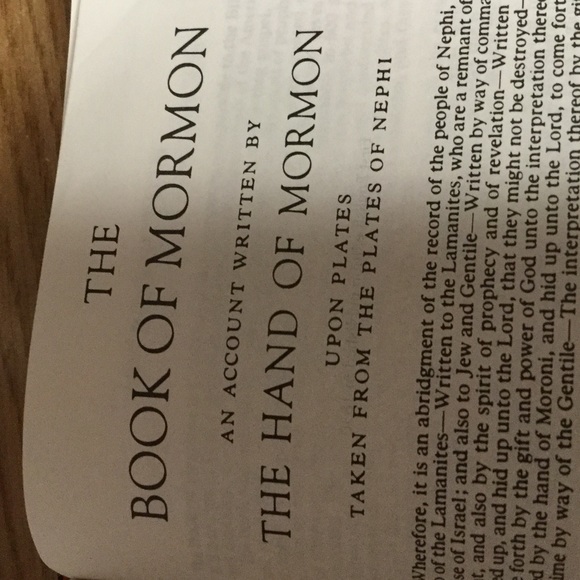 THE
BOOK OF MORMON
AN ACCOUNT WRITTEN BY
THE HAND OF MORMON
UPON PLATES
TAKEN FROM THE PLATES OF NEPHI
Wherefore, it is an abridgment of the record of the people of Nephi,
of the Lamanites—Written to the Lamanites, who are a remnant of
of Israel; and also to Jew and Gentile—Written by way of
and also by the spirit of prophecy and of revelation—Written
up, and hid up unto the Lord, that they might not be destroyed—
forth by the gift and power of God unto the interpretation
by the hand of Moroni, and hid up unto the Lord, to come
by way of the Gentile—The interpretation thereof by the